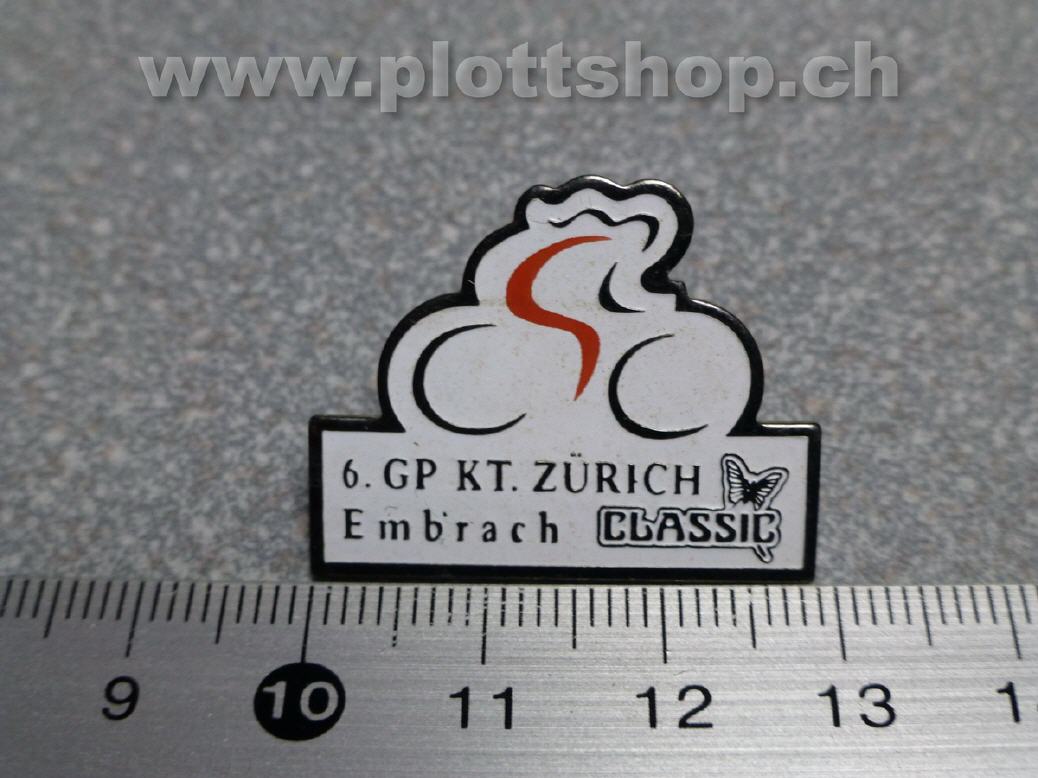 www.plottshop.ch
6. GP KT. ZÜRICH
Embrach CLASSIC
9 10 11 12 13